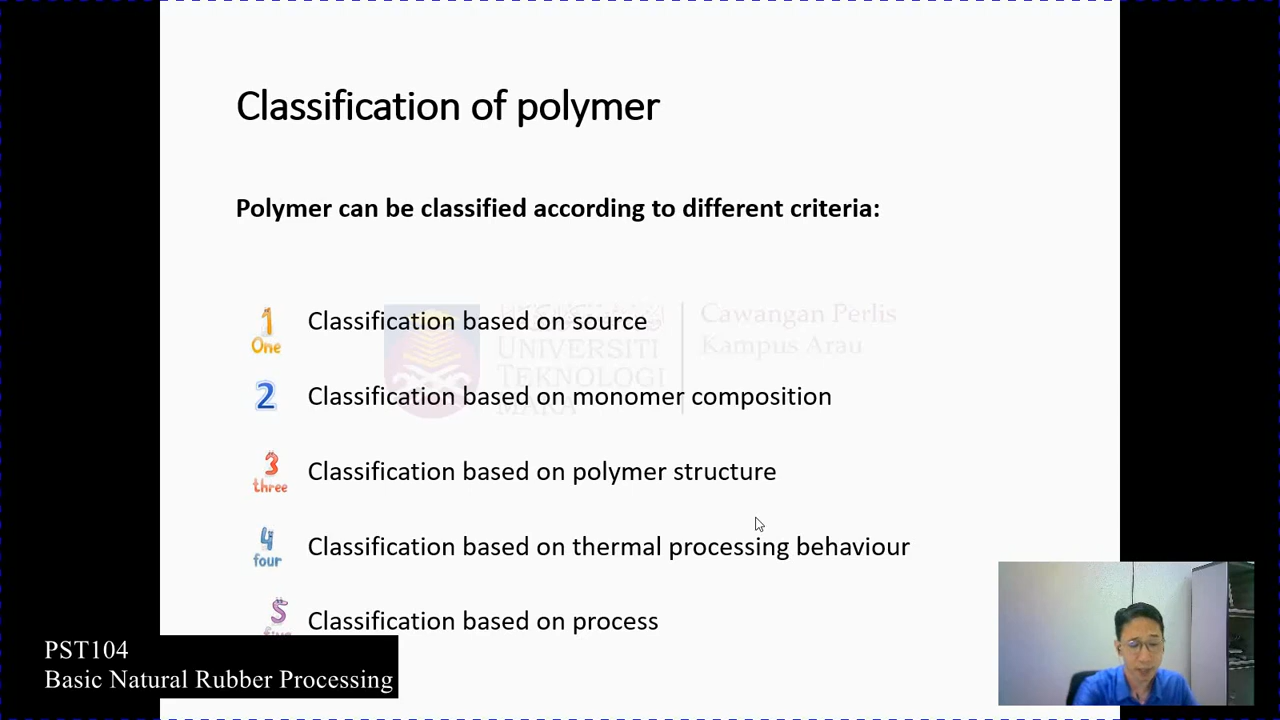 Classification of polymer
Polymer can be classified according to different criteria:
1 Classification based on source
One
UNIVERSITI
TEKNOLOGI
MARA
Cawangan Perlis
Kampus Arau
2 Classification based on monomer composition
3 Classification based on polymer structure
three
4 Classification based on thermal processing behaviour
four
5 Classification based on process
PST104
Basic Natural Rubber Processing